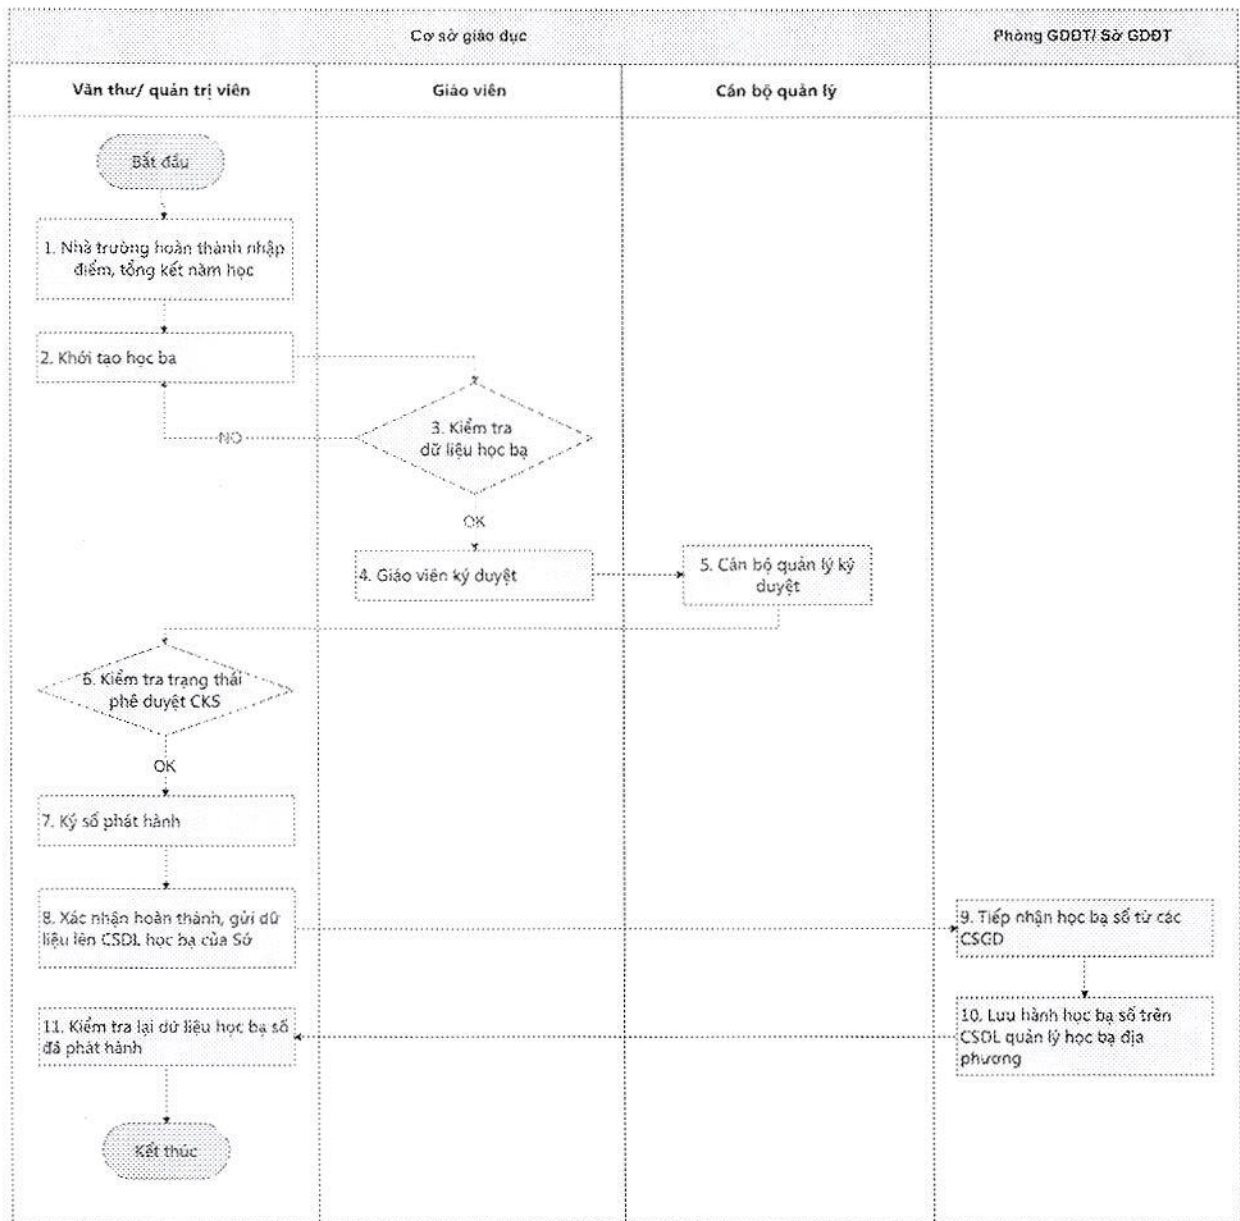 Cơ sở giáo dục
Phòng GDĐT/ Sở GDĐT
Văn thư/ quản trị viên
Giáo viên
Cán bộ quản lý
Bắt đầu
1. Nhà trường hoàn thành nhập
điểm, tổng kết năm học
2. Khởi tạo học bạ
3. Kiểm tra
dữ liệu học bạ
NO
OK
4. Giáo viên ký duyệt
5. Cán bộ quản lý ký
duyệt
6. Kiểm tra trạng thái
phê duyệt CKS
OK
7. Ký số phát hành
8. Xác nhận hoàn thành, gửi dữ
liệu lên CSDL học bạ của Sở
9. Tiếp nhận học bạ số từ các
CSGD
10. Lưu hành học bạ số trên
CSDL quản lý học bạ địa
phương
11. Kiểm tra lại dữ liệu học bạ số
đã phát hành
Kết thúc